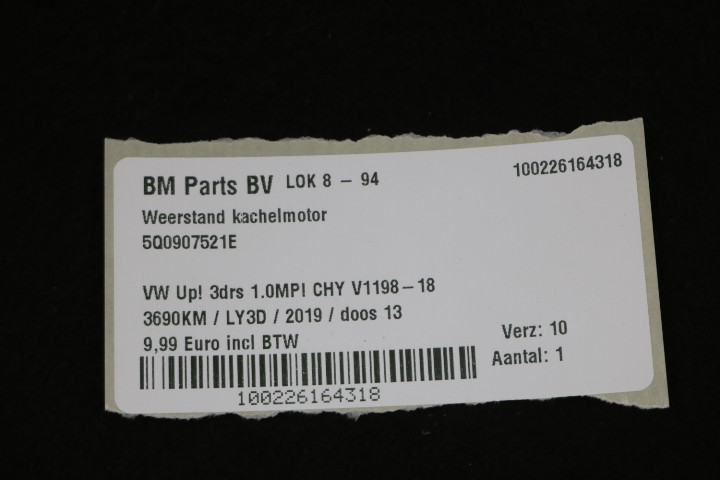 BM Parts BV LOK 8 - 94 100226164318
Weerstand kachelmotor
5Q0907521E
VW Up! 3drs 1.0MPI CHY V1198-18
3690KM / LY3D / 2019 / doos 13
9,99 Euro incl BTW Verz: 10
Aantal: 1
100226164318